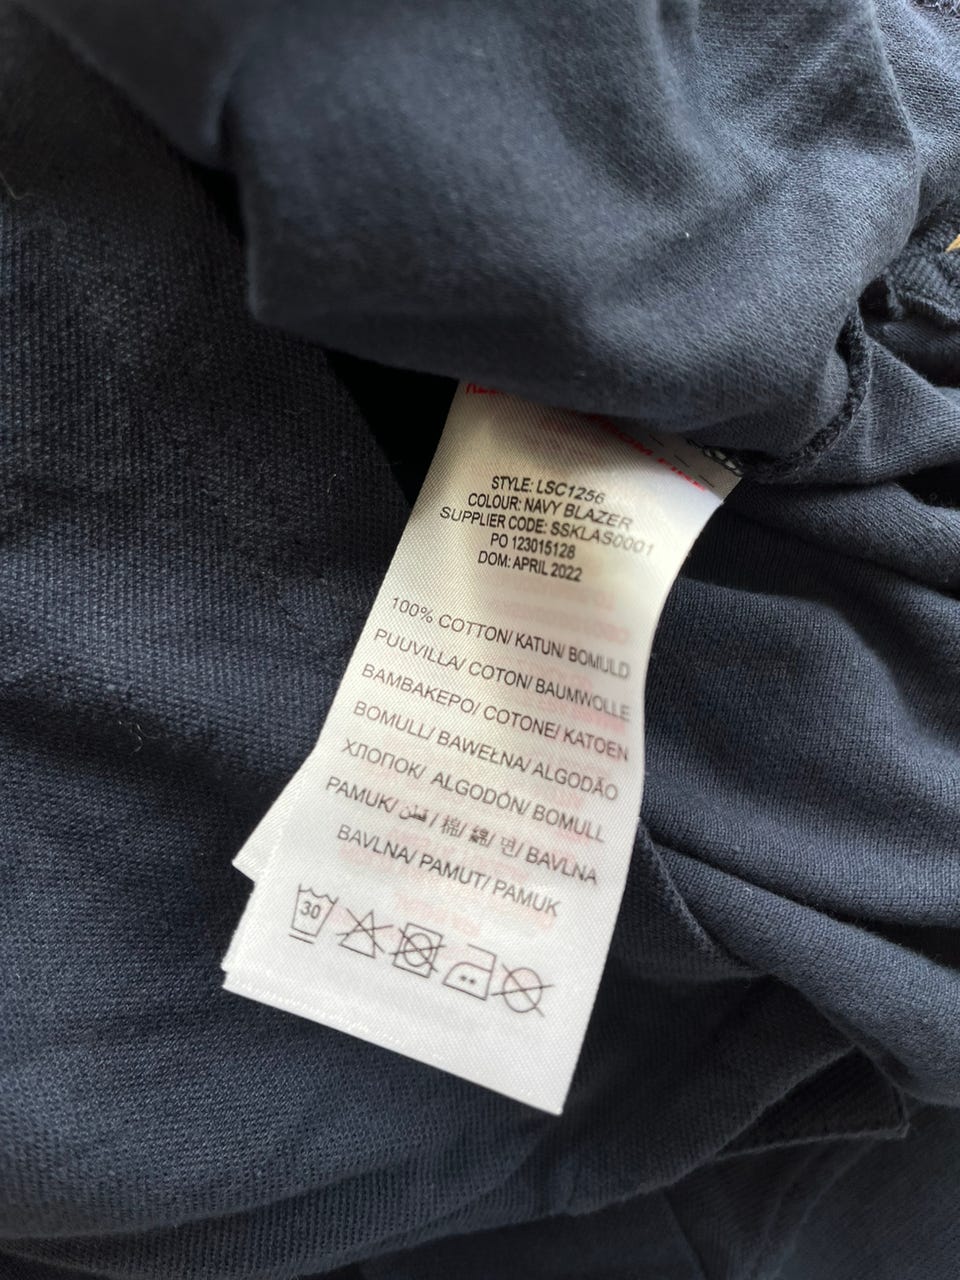 STYLE: LSC1256
COLOUR: NAVY BLAZER
SUPPLIER CODE: SSKLAS0001
PO 123015128
DOM: APRIL 2022
100% COTTON/ KATUN/ BOMULD
PUUVILLA/ COTON/ BAUMWOLLE
BAMBAKEPO/ COTONE/ KATOEN
BOMULL/ BAWEŁNA/ ALGODÃO
ХЛОПОК/ ALGODÓN/ BOMULL
PAMUK/ قطن / 棉/ 綿/ 면/ BAVLNA
BAVLNA/ PAMUT/ PAMUK
30